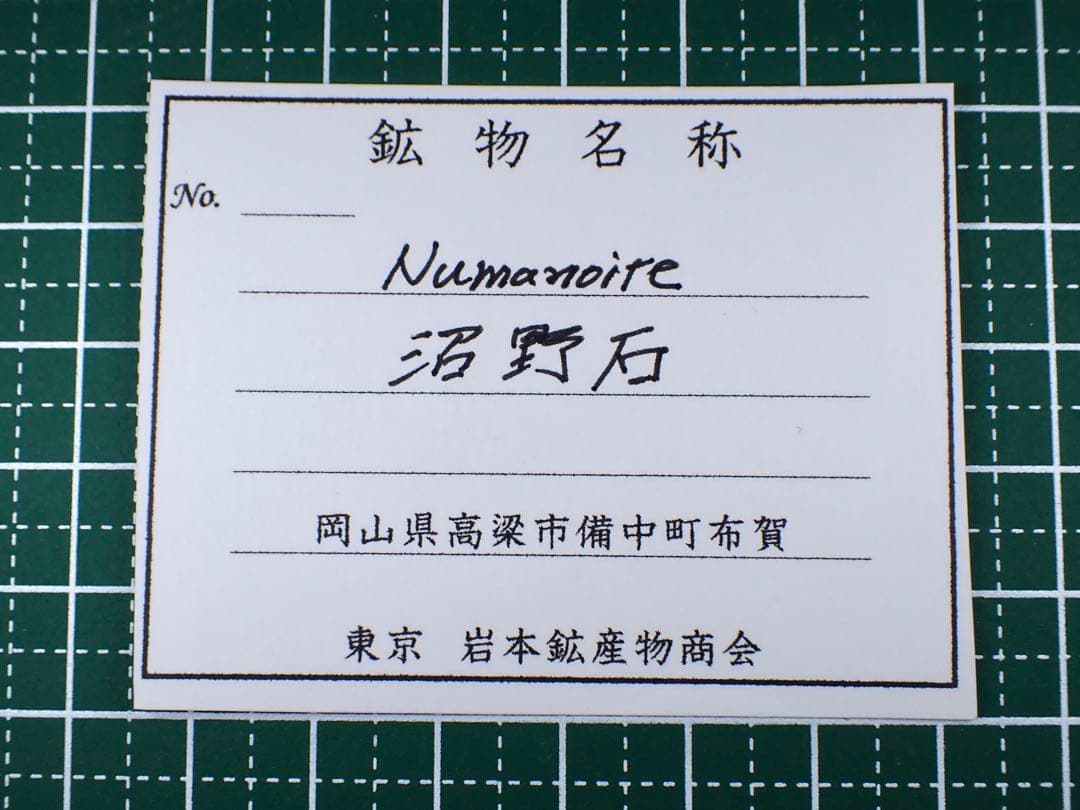 鉱物名称
No.
Numanoite
沼野石
岡山県高梁市備中町布賀
東京 岩本鉱産物商会